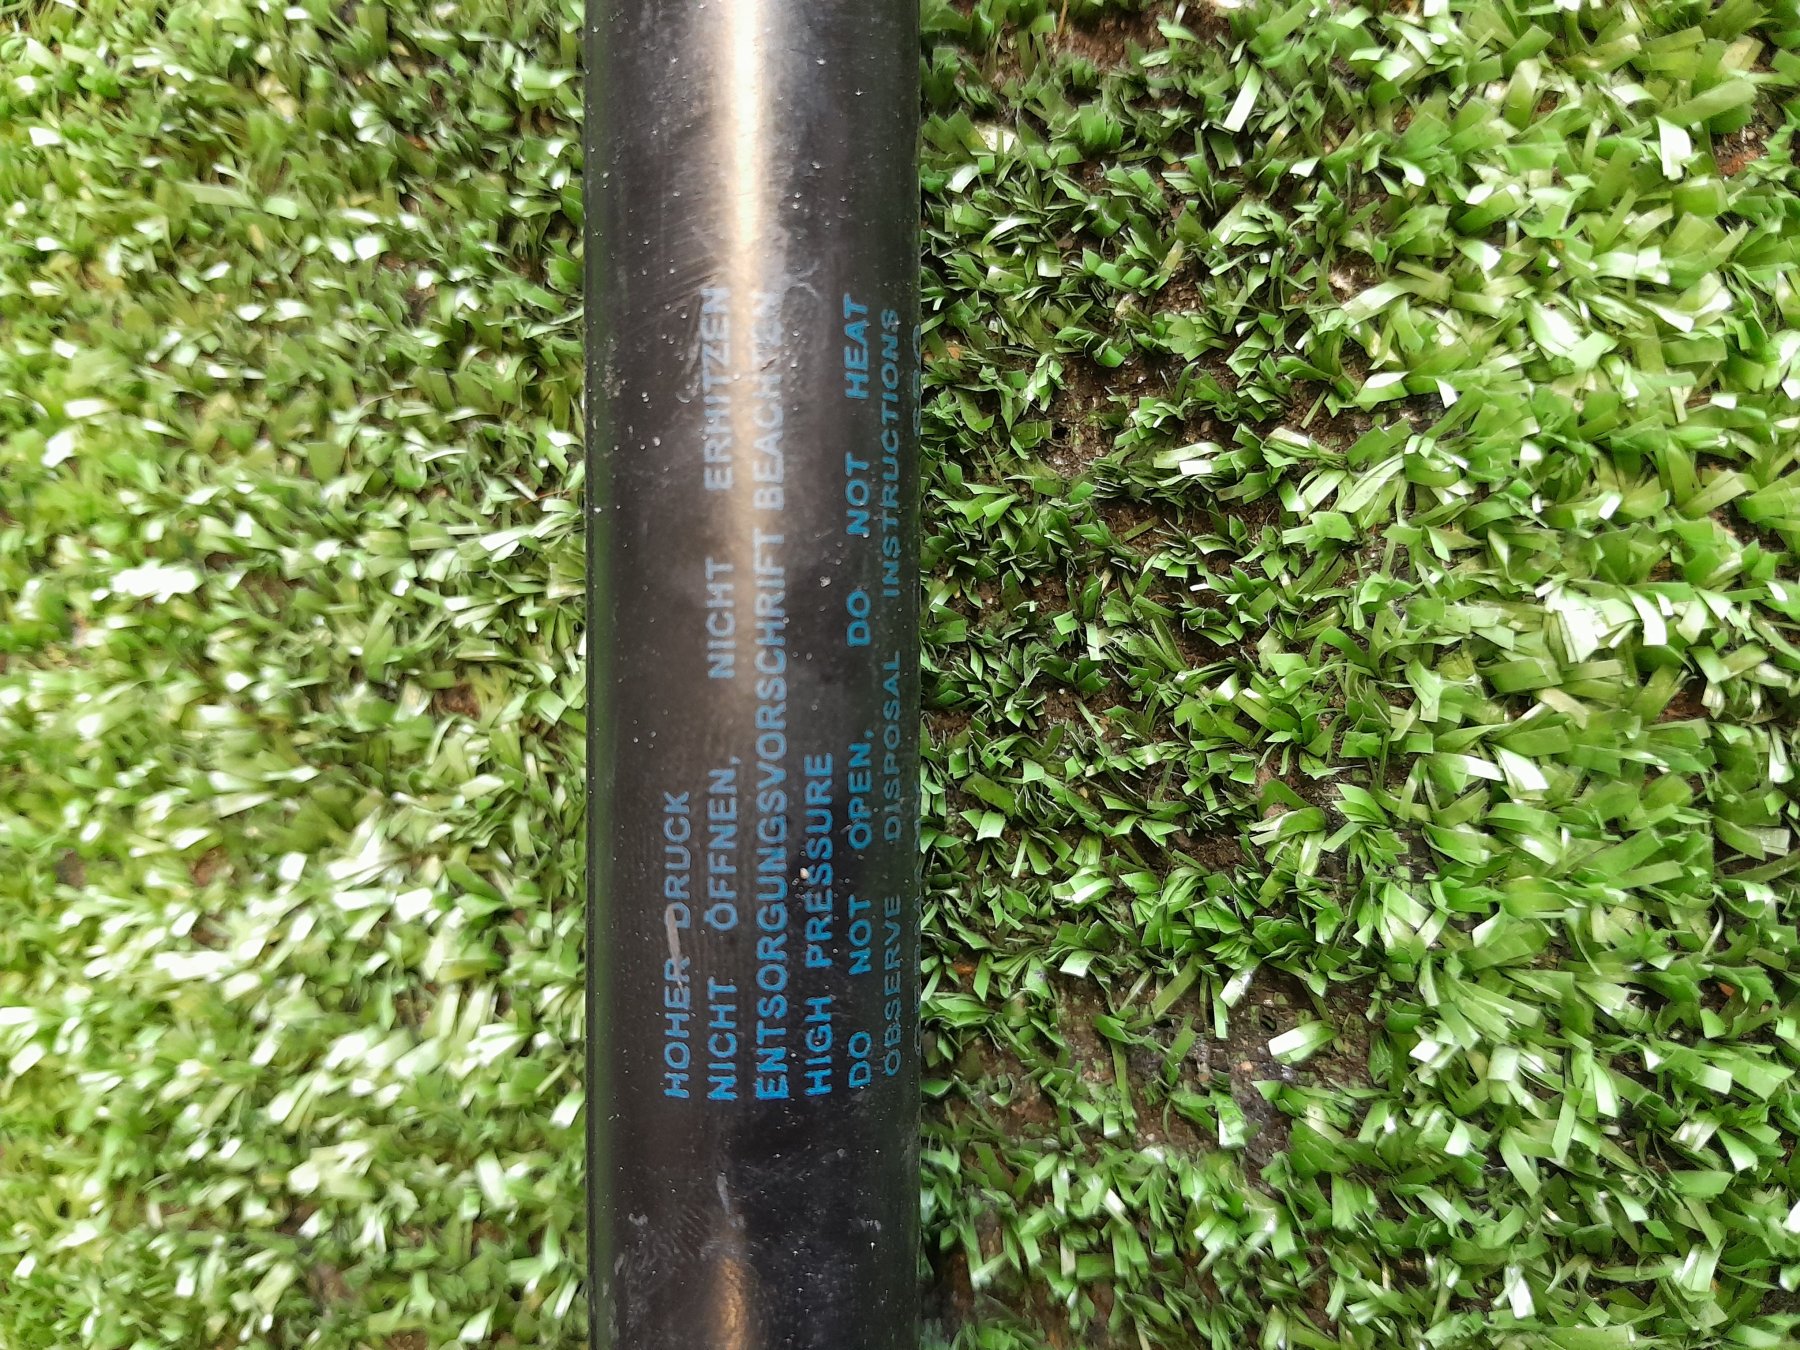 HOHER DRUCK
NICHT ÖFFNEN, NICHT ERHITZEN
ENTSORGUNGSVORSCHRIFT BEACHTEN
HIGH PRESSURE
DO NOT OPEN, DO NOT HEAT
OBSERVE DISPOSAL INSTRUCTIONS